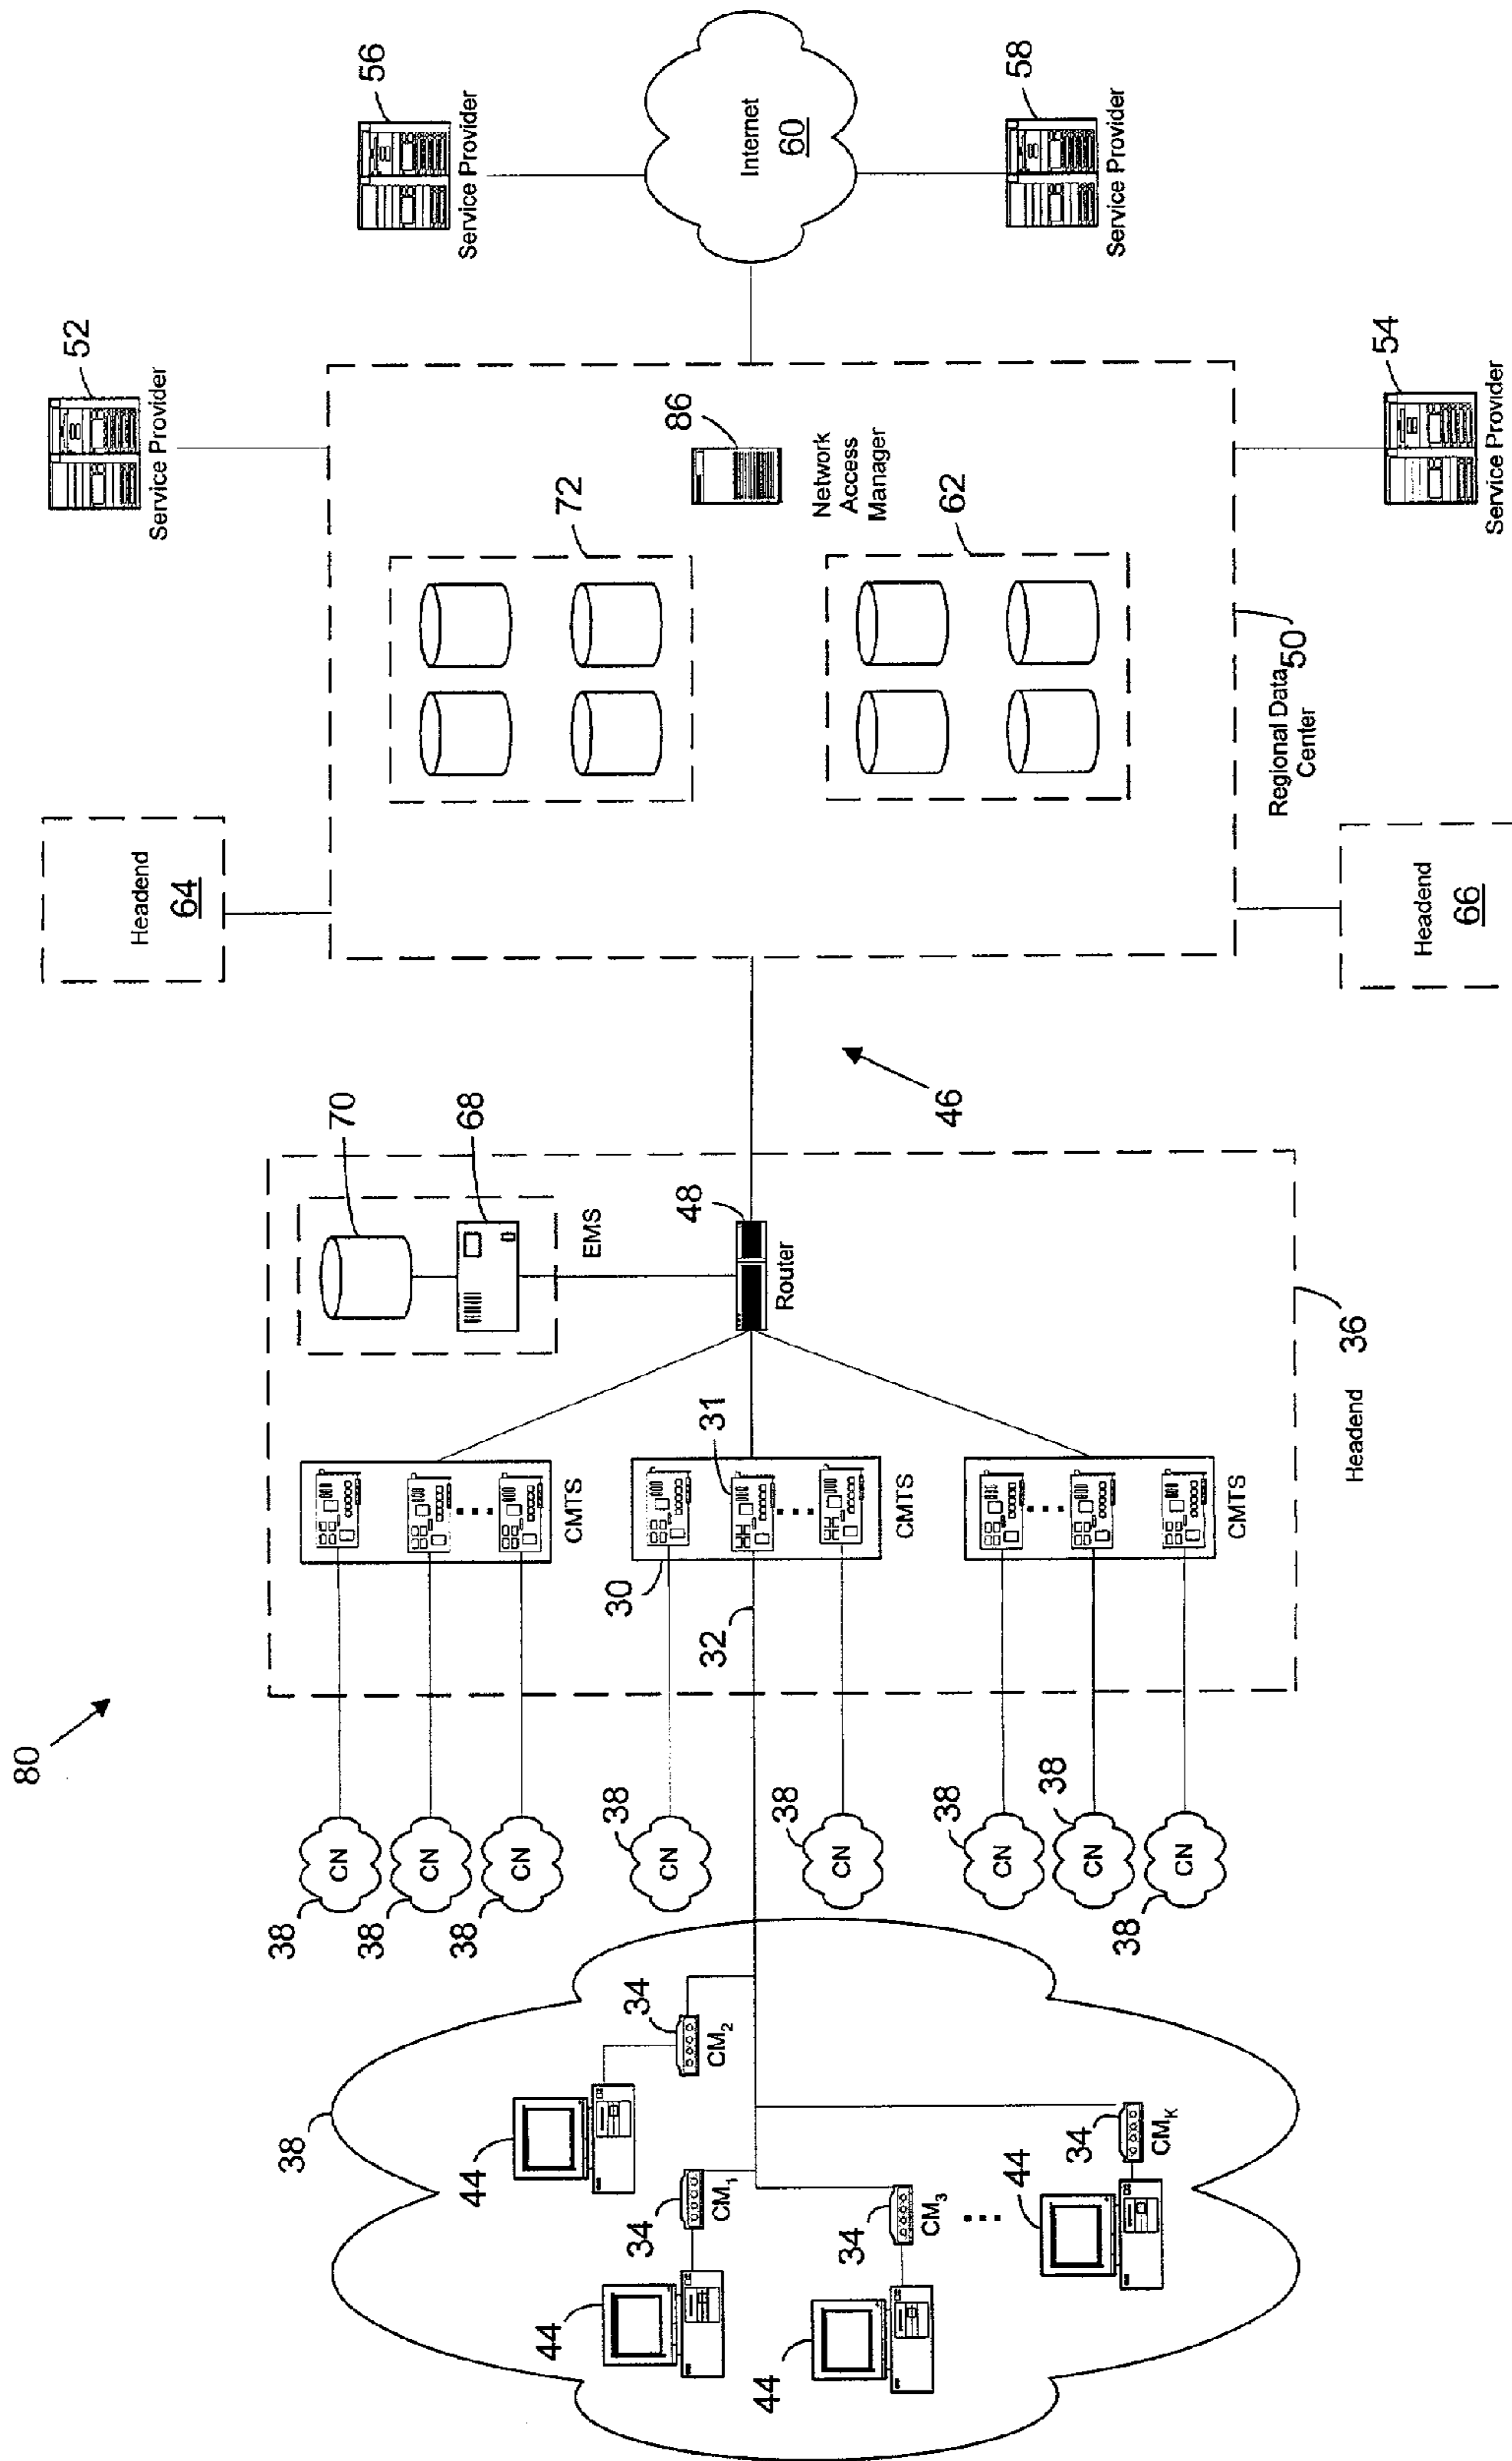 80
38
44
34
CM2
44
34
CM1
44
34
CM3
44
34
CMK
38
CN
38
CN
38
CN
38
CN
38
CN
38
CN
38
CN
38
CN
32
30
31
CMTS
CMTS
CMTS
70
68
EMS
48
Router
36
Headend
46
Headend
64
Headend
66
72
62
86
Network
Access
Manager
Regional Data
Center
50
52
Service Provider
54
Service Provider
56
Service Provider
58
Service Provider
Internet
60